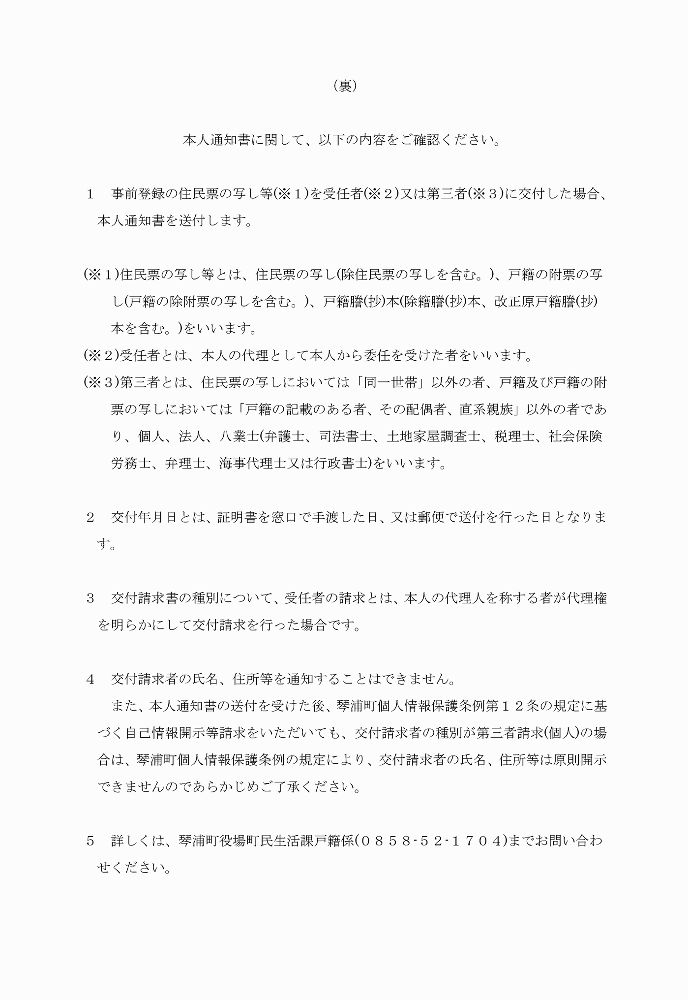 （裏）
本人通知書に関して、以下の内容をご確認ください。
１　事前登録の住民票の写し等(※１)を受任者(※２)又は第三者(※３)に交付した場合、
本人通知書を送付します。
(※１)住民票の写し等とは、住民票の写し(除住民票の写しを含む。)、戸籍の附票の写
し(戸籍の除附票の写しを含む。)、戸籍謄(抄)本(除籍謄(抄)本、改正原戸籍謄(抄)
本を含む。)をいいます。
(※２)受任者とは、本人の代理として本人から委任を受けた者をいいます。
(※３)第三者とは、住民票の写しにおいては「同一世帯」以外の者、戸籍及び戸籍の附
票の写しにおいては「戸籍の記載のある者、その配偶者、直系親族」以外の者であ
り、個人、法人、八業士(弁護士、司法書士、土地家屋調査士、税理士、社会保険
労務士、弁理士、海事代理士又は行政書士)をいいます。
２　交付年月日とは、証明書を窓口で手渡した日、又は郵便で送付を行った日となりま
す。
３　交付請求書の種別について、受任者の請求とは、本人の代理人を称する者が代理権
を明らかにして交付請求を行った場合です。
４　交付請求者の氏名、住所等を通知することはできません。
また、本人通知書の送付を受けた後、琴浦町個人情報保護条例第１２条の規定に基
づく自己情報開示等請求をいただいても、交付請求者の種別が第三者請求(個人)の場
合は、琴浦町個人情報保護条例の規定により、交付請求者の氏名、住所等は原則開示
できませんのであらかじめご了承ください。
５　詳しくは、琴浦町役場町民生活課戸籍係(０８５８-５２-１７０４)までお問い合わ
せください。